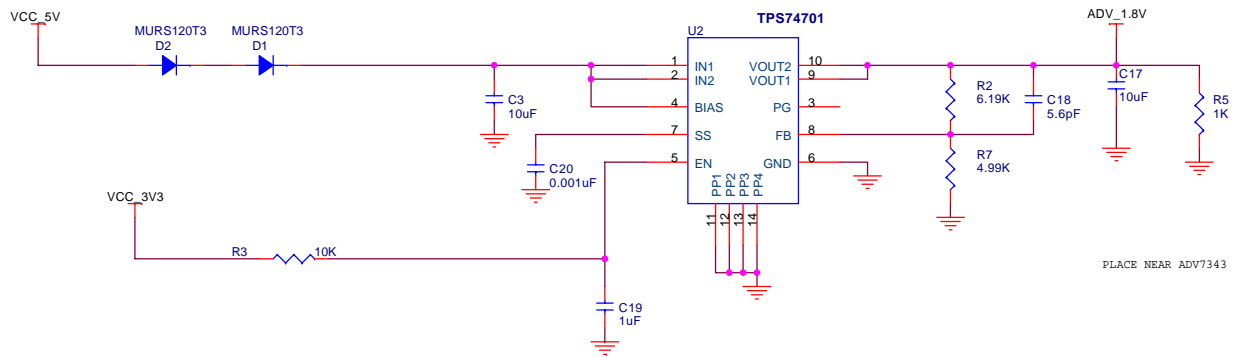 VCC_5V
MURS120T3
D2
MURS120T3
D1
TPS74701
U2
ADV_1.8V
1
2
4
7
5
IN1
IN2
BIAS
SS
EN
VOUT2
VOUT1
PG
FB
GND
10
9
3
8
6
PP1
PP2
PP3
PP4
11
12
13
14
C3
10uF
C20
0.001uF
R2
6.19K
C18
5.6pF
C17
10uF
R5
1K
R7
4.99K
VCC_3V3
R3
10K
C19
1uF
PLACE NEAR ADV7343